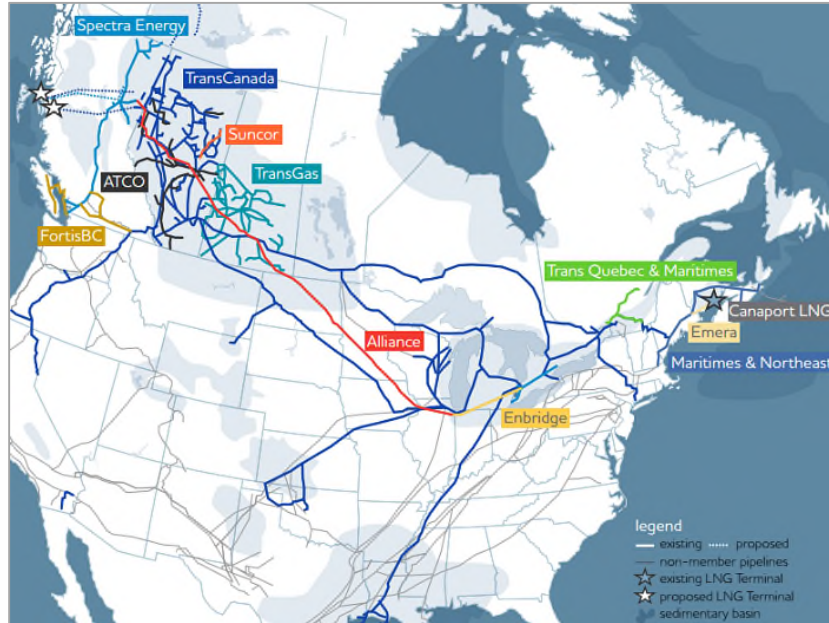 Spectra Energy
TransCanada
Suncor
TransGas
ATCO
FortisBC
Trans Quebec & Maritimes
Canaport LNG
Emera
Alliance
Maritimes & Northeast
Enbridge
legend
existing proposed
non-member pipelines
existing LNG Terminal
proposed LNG Terminal
sedimentary basin